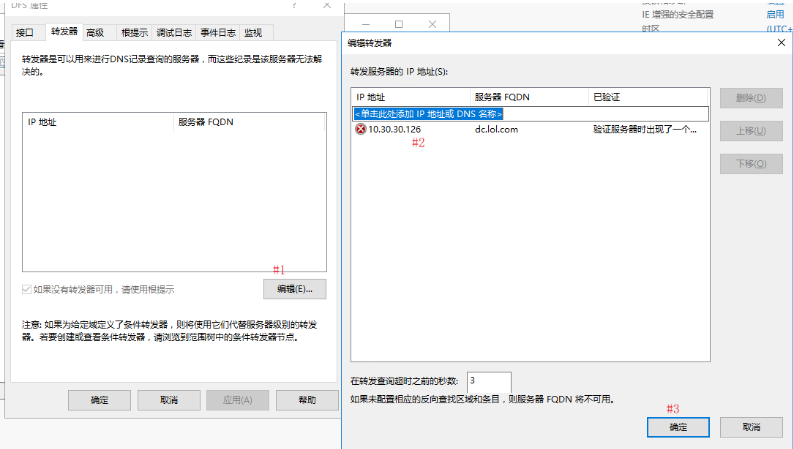 DFS 属性
?
接口
转发器
高级
根提示
调试日志
事件日志
监视
转发器是可以用来进行DNS记录查询的服务器，而这些纪录是该服务器无法解
决的。
IP 地址
服务器 FQDN
#1
如果没有转发器可用，请使用根提示
编辑(E)...
注意: 如果为给定域定义了条件转发器，则将使用它们代替服务器级别的转发
器。若要创建或查看条件转发器，请浏览到范围树中的条件转发器节点。
确定
取消
应用(A)
帮助
IE 增强的安全配置
启用
时区
(UTC+
编辑转发器
转发服务器的 IP 地址(S):
IP 地址
服务器 FQDN
已验证
<单击此处添加 IP 地址或 DNS 名称>
10.30.30.126
dc.lol.com
验证服务器时出现了一个...
#2
删除(D)
上移(U)
下移(O)
在转发查询超时之前的秒数:
3
如果未配置相应的反向查找区域和条目，则服务器 FQDN 将不可用。
#3
确定
取消